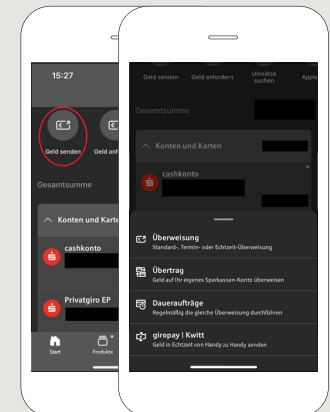 15:27
Geld senden
Geld anf
Gesamtsumme
Konten und Karte
cashkonto
Privatgiro EP
Start
Produkte
Geld senden
Geld anfordern
Umsätze
suchen
Apple
Gesamtsumme
Konten und Karten
cashkonto
Überweisung
Standard-, Termin- oder Echtzeit-Überweisung
Übertrag
Geld auf Ihr eigenes Sparkassen-Konto überweisen
Daueraufträge
Regelmäßig die gleiche Überweisung durchführen
giropay | Kwitt
Geld in Echtzeit von Handy zu Handy senden